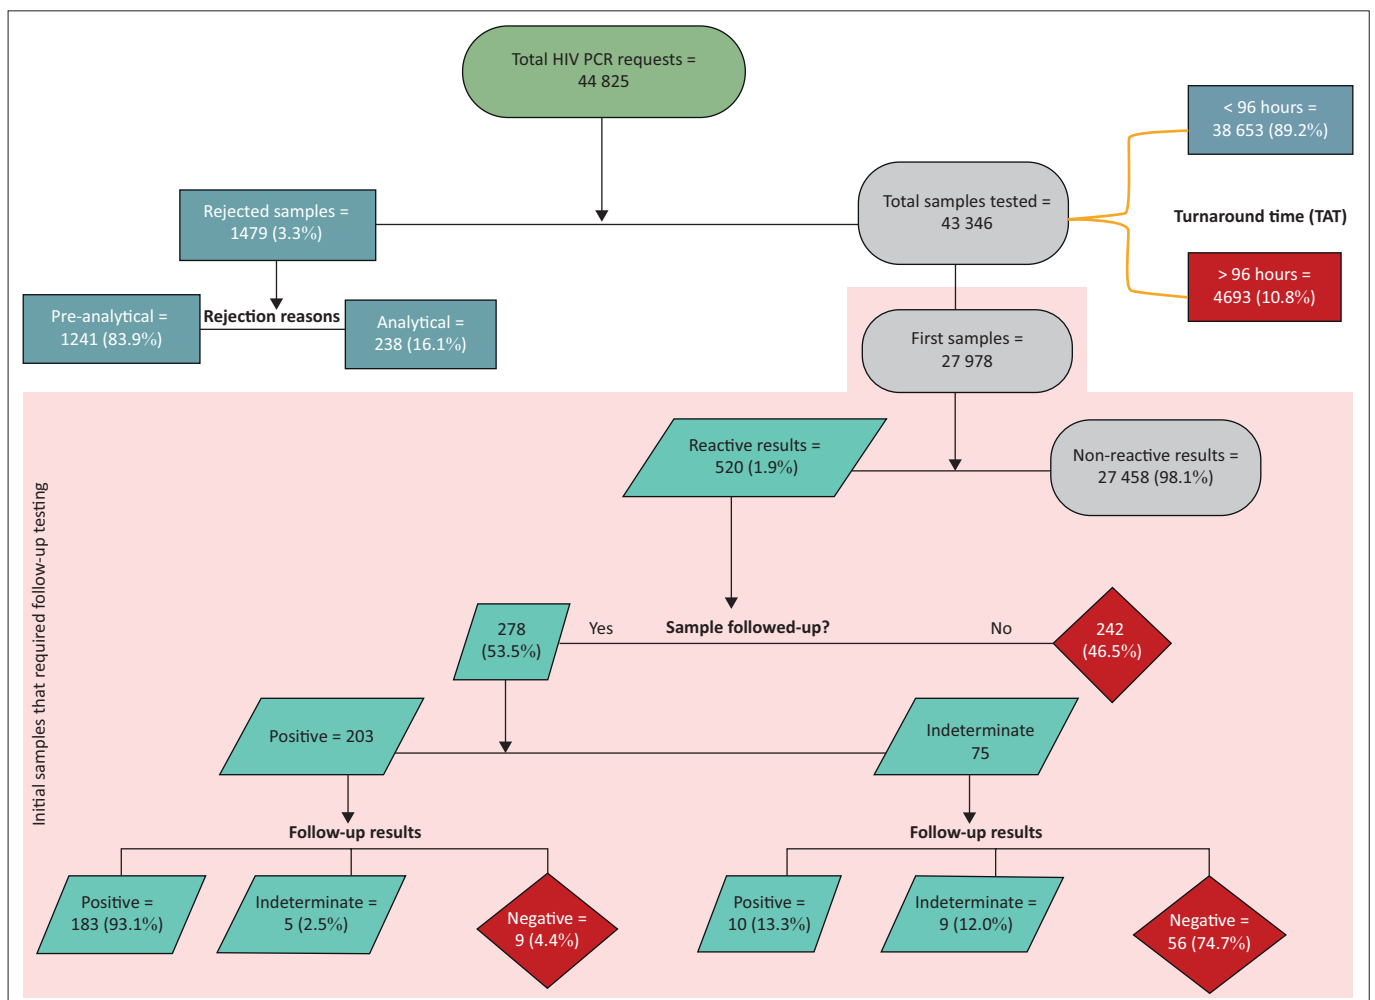 Total HIV PCR requests =
44 825
< 96 hours =
38 653 (89.2%)
Rejected samples =
1479 (3.3%)
Total samples tested =
43 346
Turnaround time (TAT)
> 96 hours =
4693 (10.8%)
Pre-analytical =
1241 (83.9%)
Rejection reasons
Analytical =
238 (16.1%)
First samples =
27 978
Reactive results =
520 (1.9%)
Non-reactive results =
27 458 (98.1%)
Initial samples that required follow-up testing
278
(53.5%)
Yes
Sample followed-up?
No
242
(46.5%)
Positive = 203
Indeterminate
75
Follow-up results
Follow-up results
Positive =
183 (93.1%)
Indeterminate =
5 (2.5%)
Negative =
9 (4.4%)
Positive =
10 (13.3%)
Indeterminate =
9 (12.0%)
Negative =
56 (74.7%)